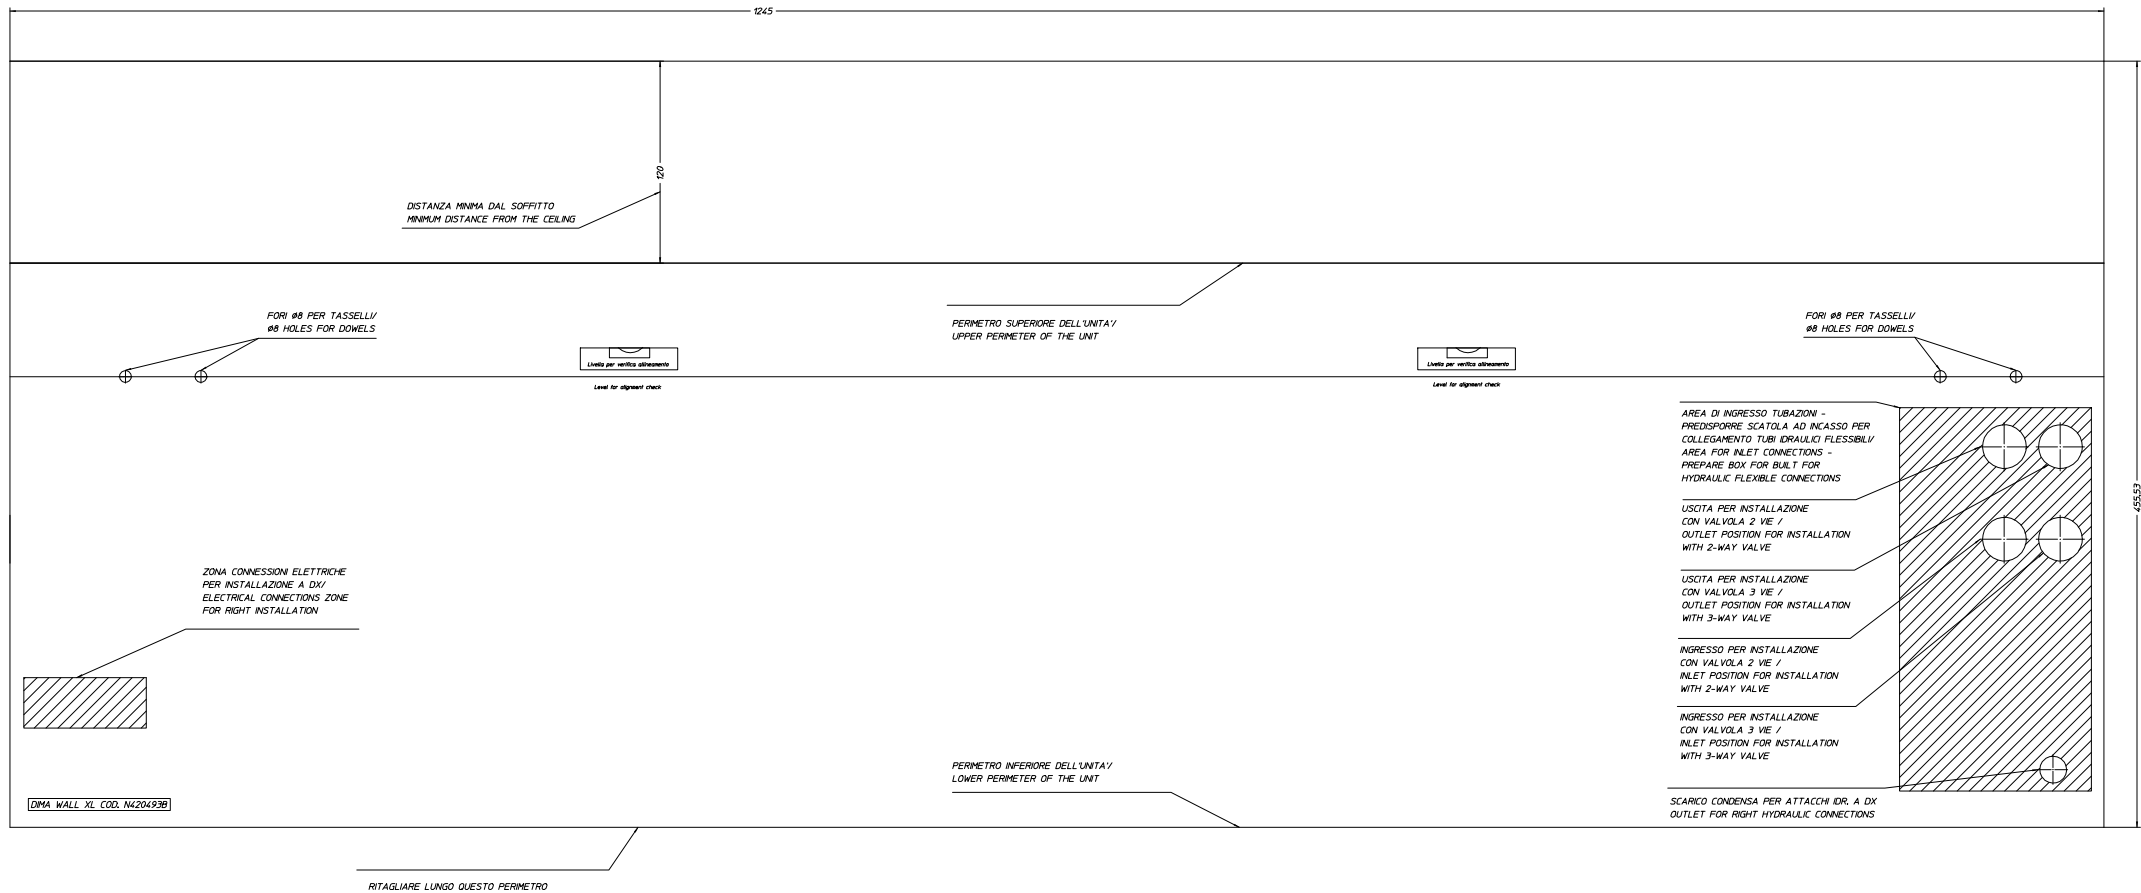 1245
120
DISTANZA MINIMA DAL SOFFITTO
MINIMUM DISTANCE FROM THE CEILING
FORI Ø8 PER TASSELLI/
Ø8 HOLES FOR DOWELS
PERIMETRO SUPERIORE DELL'UNITA'/
UPPER PERIMETER OF THE UNIT
FORI Ø8 PER TASSELLI/
Ø8 HOLES FOR DOWELS
Livella per verifica allineamento
Level for alignemt check
Livella per verifica allineamento
Level for alignemt check
AREA DI INGRESSO TUBAZIONI -
PREDISPORRE SCATOLA AD INCASSO PER
COLLEGAMENTO TUBI IDRAULICI FLESSIBILI/
AREA FOR INLET CONNECTIONS -
PREPARE BOX FOR BUILT FOR
HYDRAULIC FLEXIBLE CONNECTIONS
455.53
USCITA PER INSTALLAZIONE
CON VALVOLA 2 VIE /
OUTLET POSITION FOR INSTALLATION
WITH 2-WAY VALVE
USCITA PER INSTALLAZIONE
CON VALVOLA 3 VIE /
OUTLET POSITION FOR INSTALLATION
WITH 3-WAY VALVE
ZONA CONNESSIONI ELETTRICHE
PER INSTALLAZIONE A DX/
ELECTRICAL CONNECTIONS ZONE
FOR RIGHT INSTALLATION
INGRESSO PER INSTALLAZIONE
CON VALVOLA 2 VIE /
INLET POSITION FOR INSTALLATION
WITH 2-WAY VALVE
INGRESSO PER INSTALLAZIONE
CON VALVOLA 3 VIE /
INLET POSITION FOR INSTALLATION
WITH 3-WAY VALVE
PERIMETRO INFERIORE DELL'UNITA'/
LOWER PERIMETER OF THE UNIT
DIMA WALL XL COD. N420493B
SCARICO CONDENSA PER ATTACCHI IDR. A DX
OUTLET FOR RIGHT HYDRAULIC CONNECTIONS
RITAGLIARE LUNGO QUESTO PERIMETRO